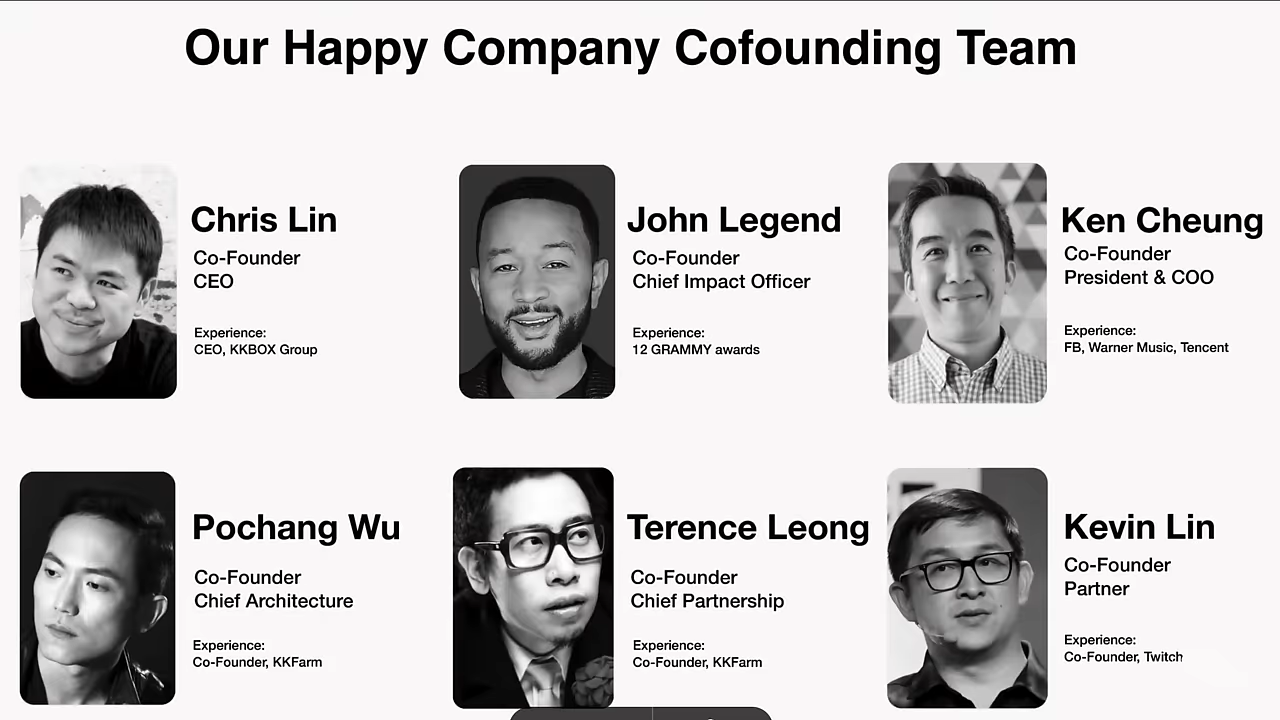 Our Happy Company Cofounding Team
Chris Lin
Co-Founder
CEO
Experience:
CEO, KKBOX Group
John Legend
Co-Founder
Chief Impact Officer
Experience:
12 GRAMMY awards
Ken Cheung
Co-Founder
President & COO
Experience:
FB, Warner Music, Tencent
Pochang Wu
Co-Founder
Chief Architecture
Experience:
Co-Founder, KKFarm
Terence Leong
Co-Founder
Chief Partnership
Experience:
Co-Founder, KKFarm
Kevin Lin
Co-Founder
Partner
Experience:
Co-Founder, Twitch